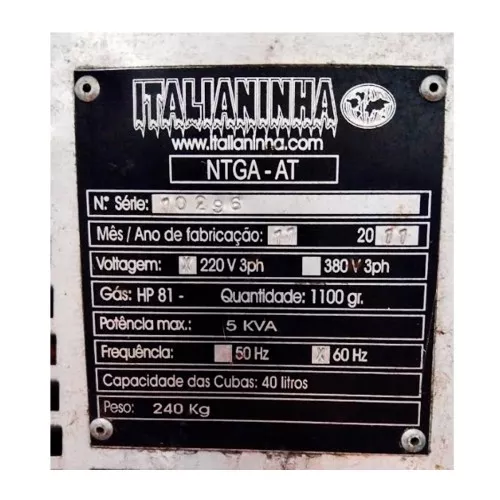 ITALIANINHA
www.italianinha.com
NTGA-AT
N° Série: 10296
Mês / Ano de fabricação: 11 20 11
Voltagem: X 220 V 3ph 380 V 3ph
Gás: HP 81 - Quantidade: 1100 gr.
Potência max.: 5 KVA
Frequência: 50 Hz X 60 Hz
Capacidade das Cubas: 40 litros
Peso: 240 Kg